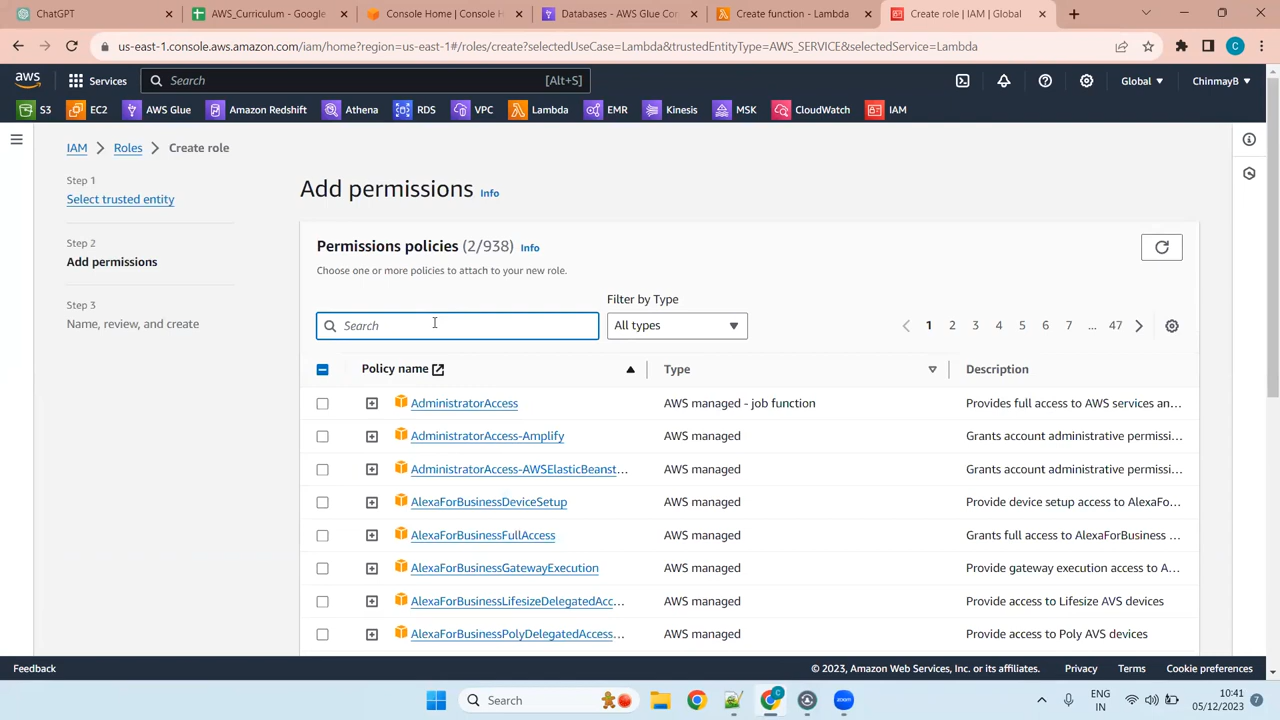 ChatGPT
AWS_Curriculum - Google
Console Home | Console H
Databases - AWS Glue Con
Create function - Lambda
Create role | IAM | Global
us-east-1.console.aws.amazon.com/iam/home?region=us-east-1#/roles/create?selectedUseCase=Lambda&trustedEntityType=AWS_SERVICE&selectedService=Lambda
C
aws
Services
Search
[Alt+S]
Global
ChinmayB
S3
EC2
AWS Glue
Amazon Redshift
Athena
RDS
VPC
Lambda
EMR
Kinesis
MSK
CloudWatch
IAM
IAM
Roles
Create role
Step 1
Select trusted entity
Step 2
Add permissions
Step 3
Name, review, and create
Add permissions Info
Permissions policies (2/938) Info
Choose one or more policies to attach to your new role.
Filter by Type
Search
All types
1 2 3 4 5 6 7 ... 47
Policy name Type Description
AdministratorAccess AWS managed - job function Provides full access to AWS services an...
AdministratorAccess-Amplify AWS managed Grants account administrative permissi...
AdministratorAccess-AWSElasticBeanst... AWS managed Grants account administrative permissi...
AlexaForBusinessDeviceSetup AWS managed Provide device setup access to AlexaFo...
AlexaForBusinessFullAccess AWS managed Grants full access to AlexaForBusiness ...
AlexaForBusinessGatewayExecution AWS managed Provide gateway execution access to A...
AlexaForBusinessLifesizeDelegatedAcc... AWS managed Provide access to Lifesize AVS devices
AlexaForBusinessPolyDelegatedAccess... AWS managed Provide access to Poly AVS devices
Feedback
© 2023, Amazon Web Services, Inc. or its affiliates.
Privacy
Terms
Cookie preferences
Search
C
zoom
ENG
IN
10:41
05/12/2023
7